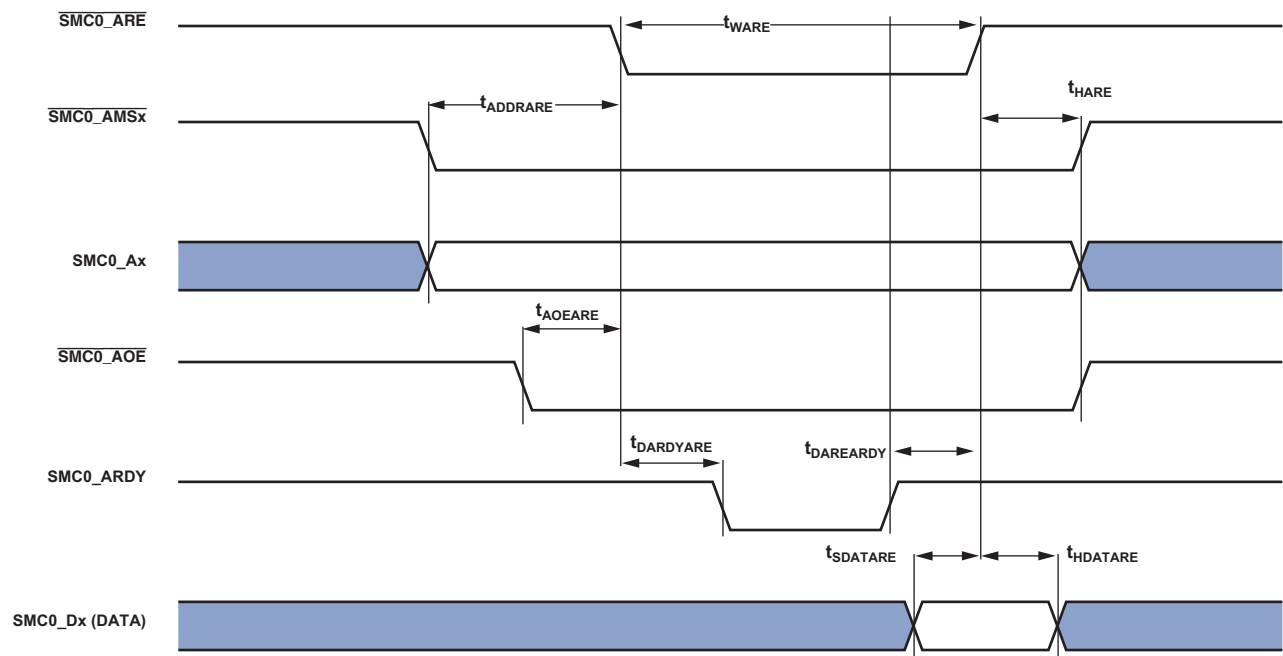 SMC0_ARE
tWARE
tADDRARE
tHARE
SMC0_AMSx
SMC0_Ax
tAOEARE
SMC0_AOE
tDARDYARE
tDAREARDY
SMC0_ARDY
tSDATARE
tHDATARE
SMC0_Dx (DATA)